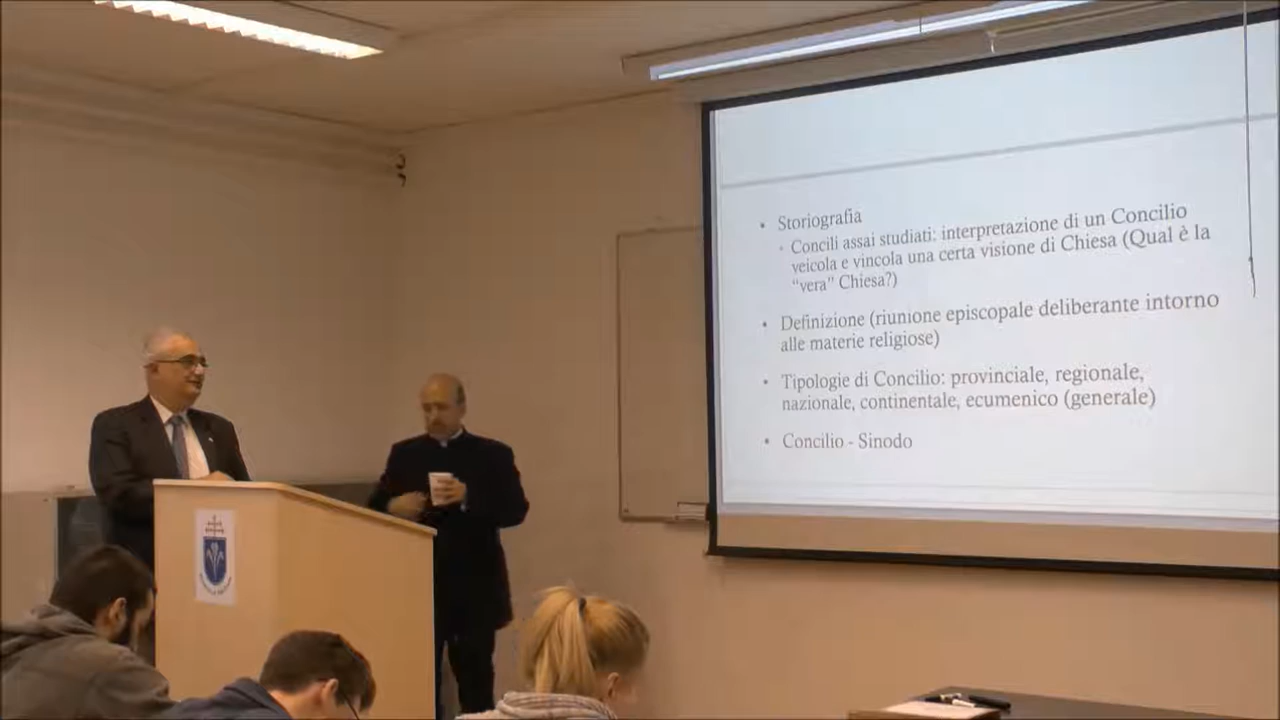 • Storiografia
◦ Concili assai studiati: interpretazione di un Concilio
veicola e vincola una certa visione di Chiesa (Qual è la
“vera” Chiesa?)
• Definizione (riunione episcopale deliberante intorno
alle materie religiose)
• Tipologie di Concilio: provinciale, regionale,
nazionale, continentale, ecumenico (generale)
• Concilio - Sinodo